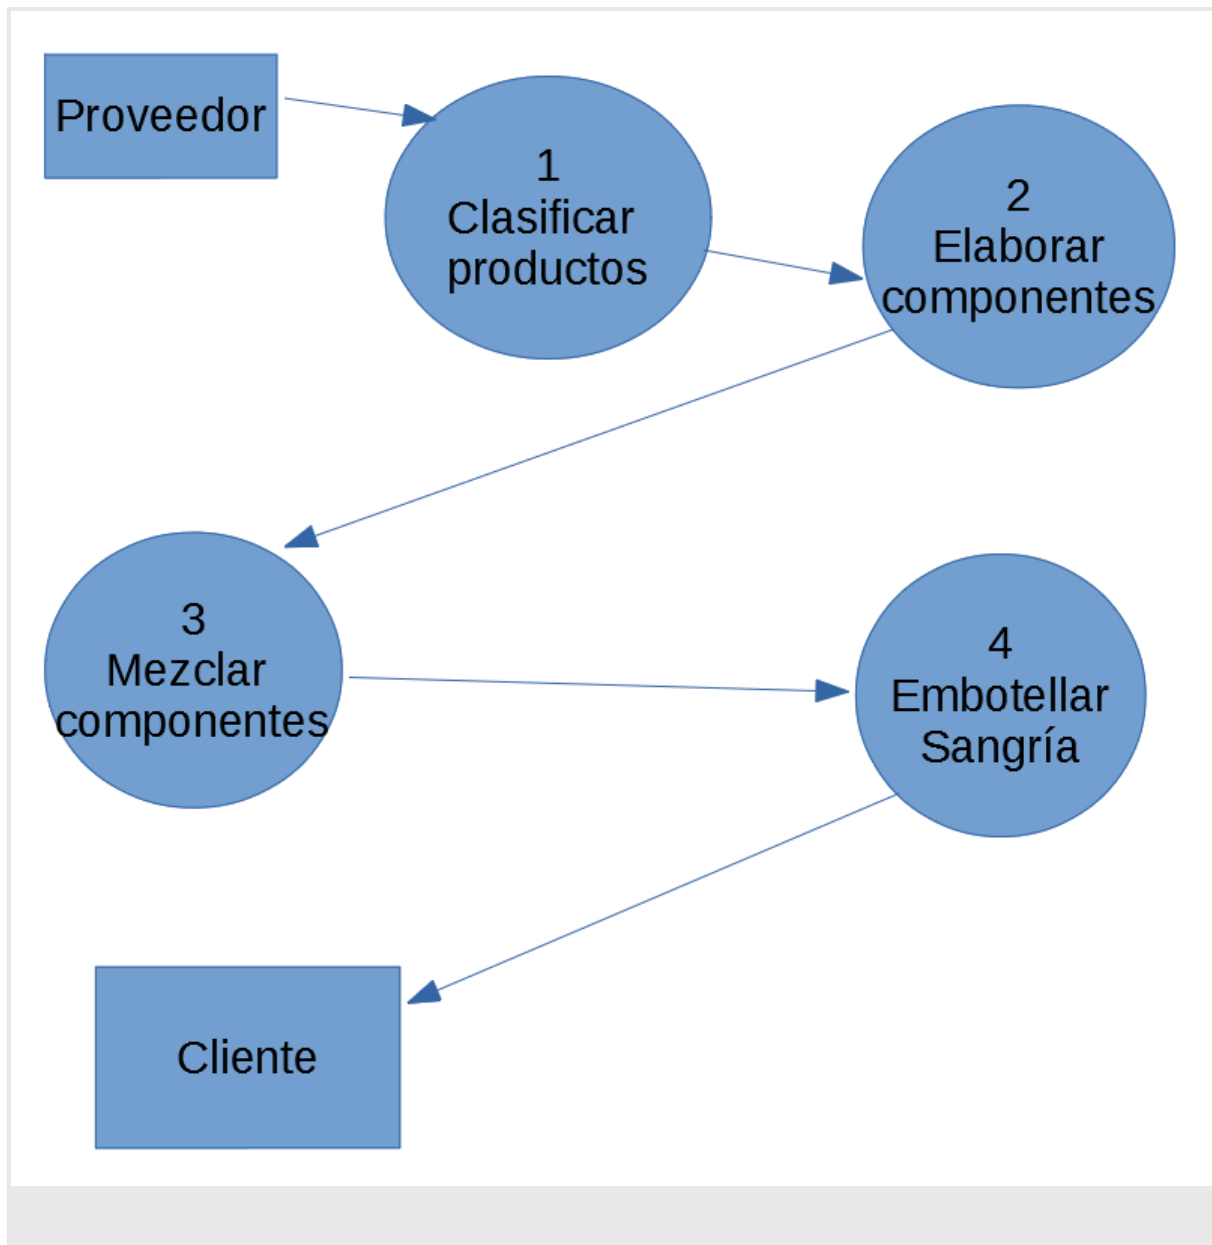 Proveedor
1
Clasificar
productos
2
Elaborar
componentes
3
Mezclar
componentes
4
Embotellar
Sangría
Cliente